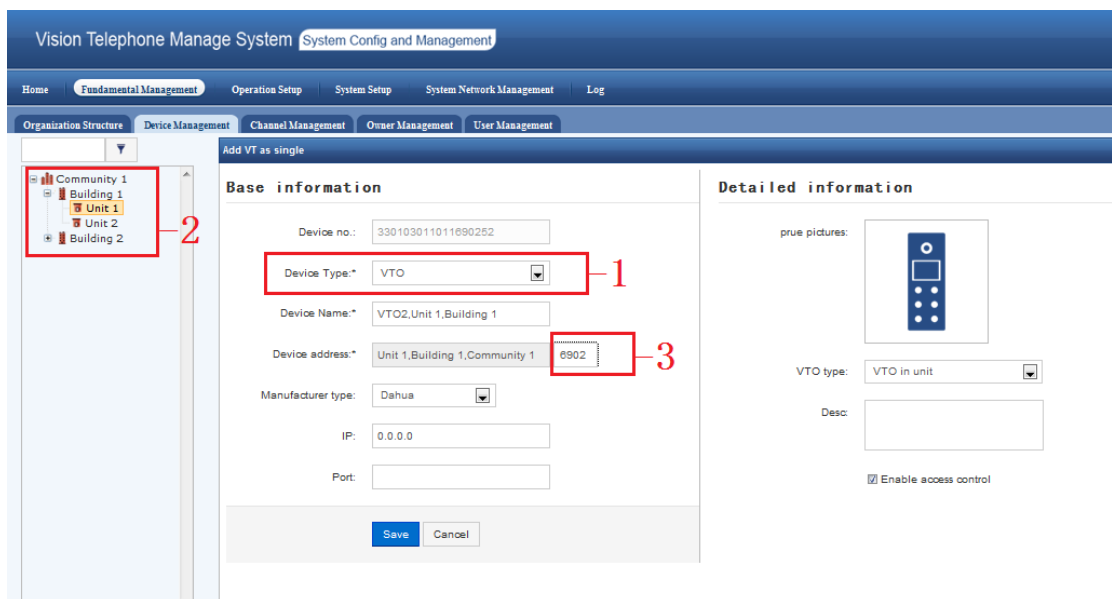 Vision Telephone Manage System System Config and Management
Home Fundamental Management Operation Setup System Setup System Network Management Log
Organization Structure Device Management Channel Management Owner Management User Management
Add VT as single
Community 1
Building 1
Unit 1
Unit 2
Building 2
2
Base information
Device no.: 330103011011690252
Device Type:* VTO
1
Device Name:* VTO2,Unit 1,Building 1
Device address:* Unit 1,Building 1,Community 1 6902
3
Manufacturer type: Dahua
IP: 0.0.0.0
Port:
Save Cancel
Detailed information
prue pictures:
VTO type: VTO in unit
Desc:
Enable access control